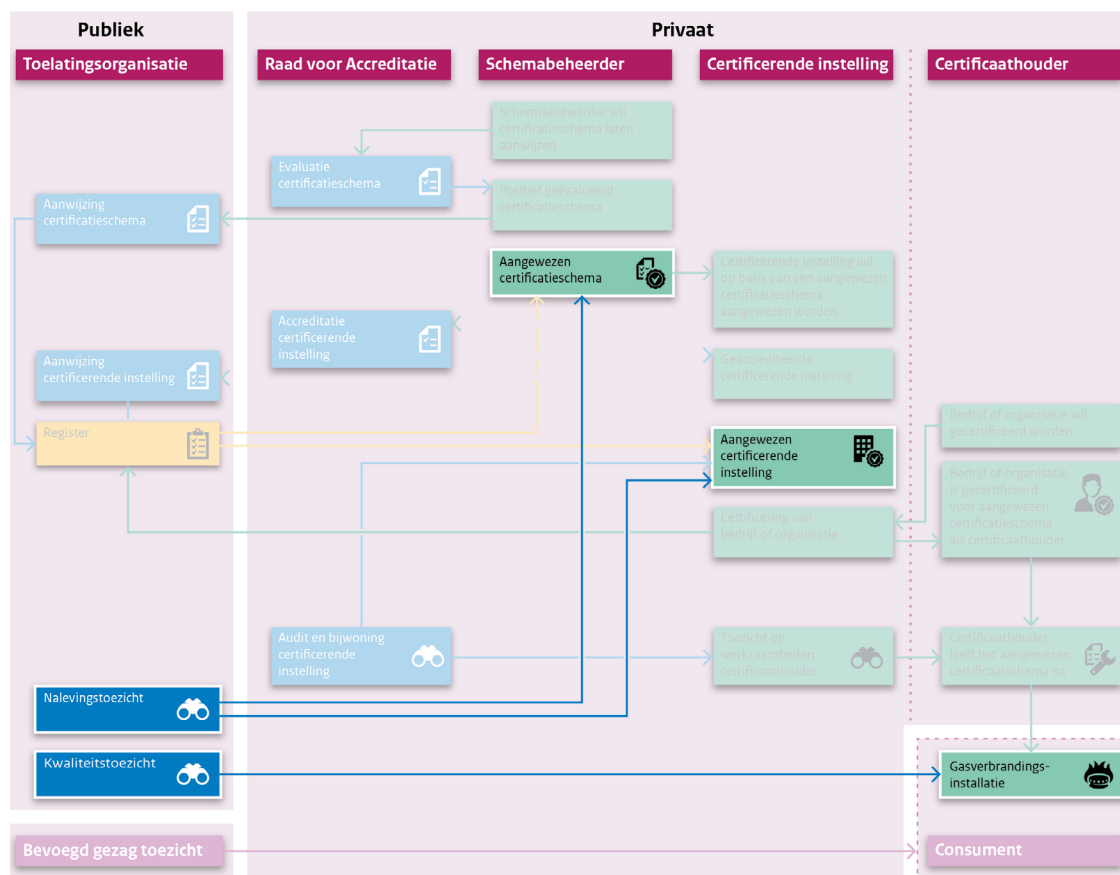 Publiek
Privaat
Toelatingsorganisatie
Raad voor Accreditatie
Schemabeheerder
Certificerende instelling
Certificaathouder
Schermabeheerder wil
certificatieschema laten
aanwijzen
Evaluatie
certificatieschema
Positief geëvalueerd
certificatieschema
Aanwijzing
certificatieschema
Aangewezen
certificatieschema
Certificerende instelling wil
op basis van een aangewezen
certificatieschema
aangewezen worden
Accreditatie
certificerende
instelling
Aanwijzing
certificerende instelling
Geaccrediteerde
certificerende instelling
Register
Bedrijf of organisatie wil
gecertificeerd worden
Aangewezen
certificerende
instelling
Bedrijf of organisatie
is gecertificeerd
voor aangewezen
certificatieschema
als certificaathouder
Certificering van
bedrijf of organisatie
Audit en bijwoning
certificerende
instelling
Toezicht op
werkzaamheden
certificaathouder
Certificaathouder
leeft het aangewezen
certificaatschema na
Nalevingstoezicht
Kwaliteitstoezicht
Gasverbrandings-
installatie
Bevoegd gezag toezicht
Consument